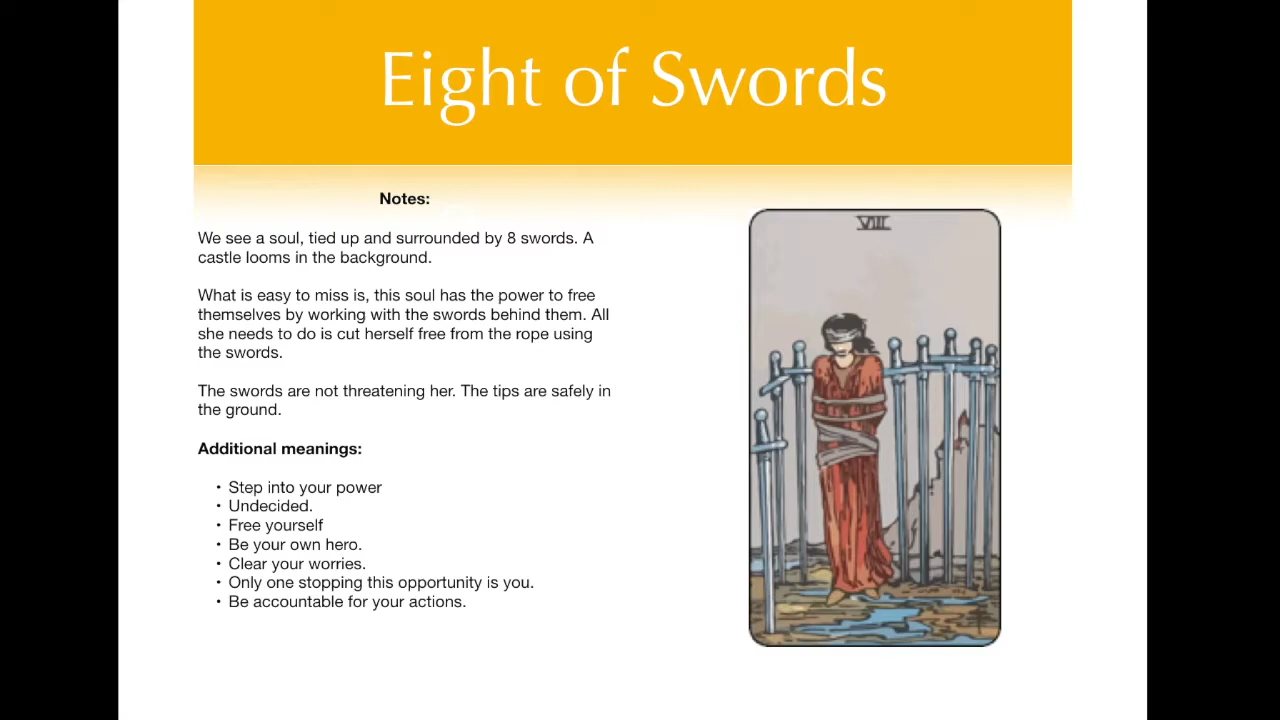 Eight of Swords
Notes:
We see a soul, tied up and surrounded by 8 swords. A
castle looms in the background.
What is easy to miss is, this soul has the power to free
themselves by working with the swords behind them. All
she needs to do is cut herself free from the rope using
the swords.
The swords are not threatening her. The tips are safely in
the ground.
Additional meanings:
• Step into your power
• Undecided.
• Free yourself
• Be your own hero.
• Clear your worries.
• Only one stopping this opportunity is you.
• Be accountable for your actions.
VIII